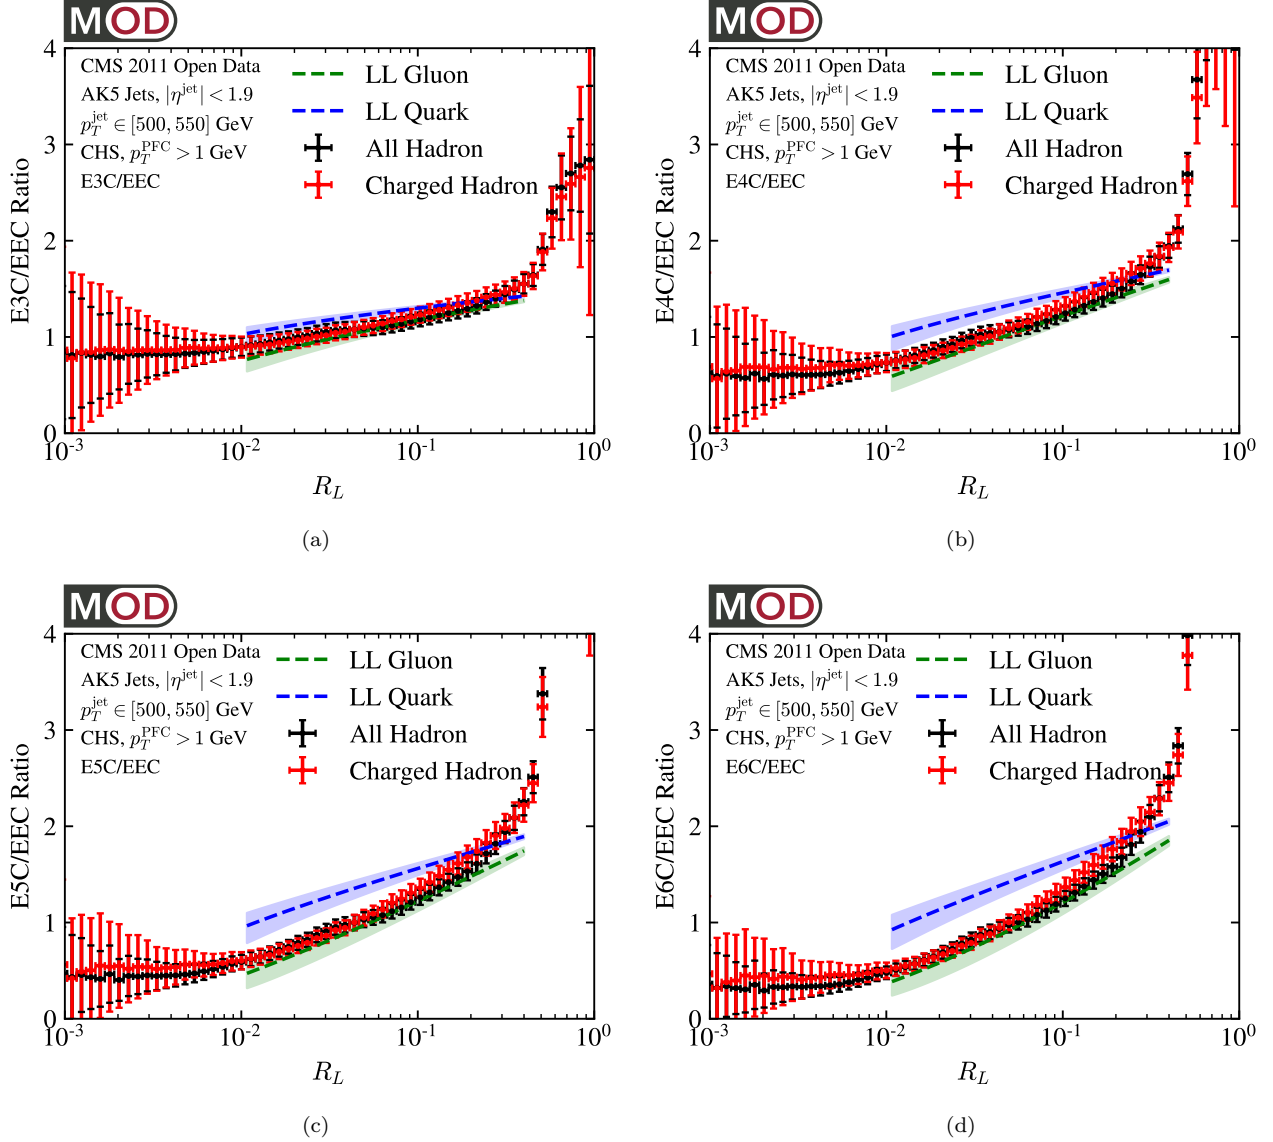 MOD
E3C/EEC Ratio
4
3
2
1
0
CMS 2011 Open Data
AK5 Jets, |η^jet| < 1.9
p_T^jet ∈ [500, 550] GeV
CHS, p_T^PFC > 1 GeV
E3C/EEC
LL Gluon
LL Quark
All Hadron
Charged Hadron
10^-3
10^-2
10^-1
10^0
R_L
(a)
MOD
E4C/EEC Ratio
4
3
2
1
0
CMS 2011 Open Data
AK5 Jets, |η^jet| < 1.9
p_T^jet ∈ [500, 550] GeV
CHS, p_T^PFC > 1 GeV
E4C/EEC
LL Gluon
LL Quark
All Hadron
Charged Hadron
10^-3
10^-2
10^-1
10^0
R_L
(b)
MOD
E5C/EEC Ratio
4
3
2
1
0
CMS 2011 Open Data
AK5 Jets, |η^jet| < 1.9
p_T^jet ∈ [500, 550] GeV
CHS, p_T^PFC > 1 GeV
E5C/EEC
LL Gluon
LL Quark
All Hadron
Charged Hadron
10^-3
10^-2
10^-1
10^0
R_L
(c)
MOD
E6C/EEC Ratio
4
3
2
1
0
CMS 2011 Open Data
AK5 Jets, |η^jet| < 1.9
p_T^jet ∈ [500, 550] GeV
CHS, p_T^PFC > 1 GeV
E6C/EEC
LL Gluon
LL Quark
All Hadron
Charged Hadron
10^-3
10^-2
10^-1
10^0
R_L
(d)